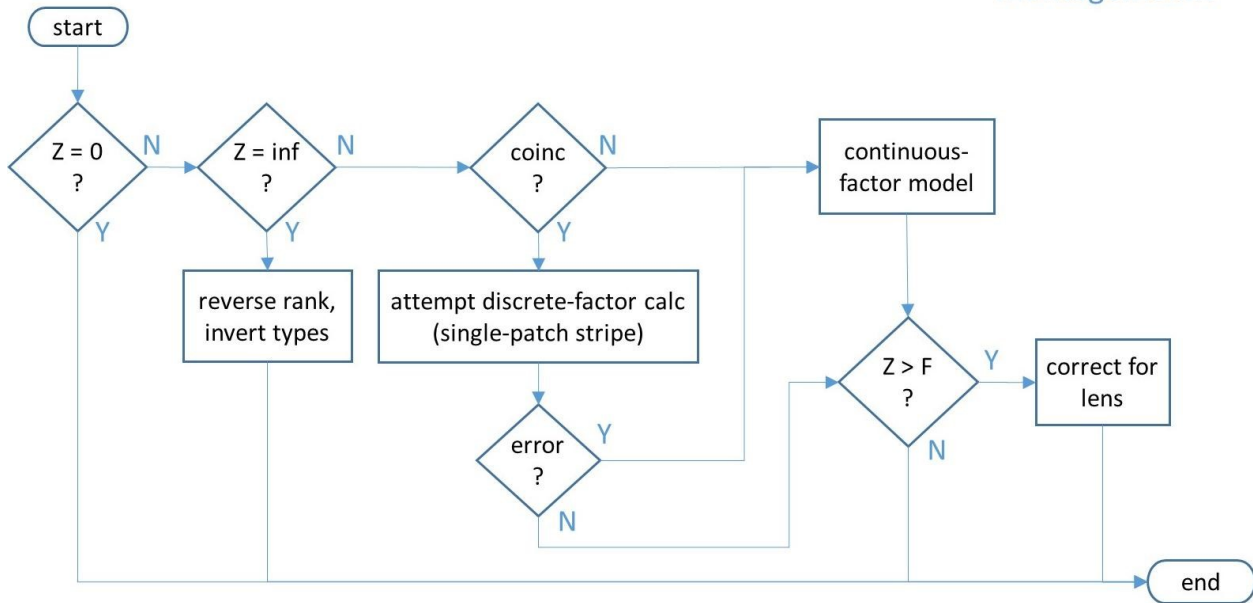 start
Z = 0
?
N
Y
Z = inf
?
N
Y
coinc
?
N
Y
continuous-
factor model
reverse rank,
invert types
attempt discrete-factor calc
(single-patch stripe)
error
?
Y
N
Z > F
?
Y
N
correct for
lens
end